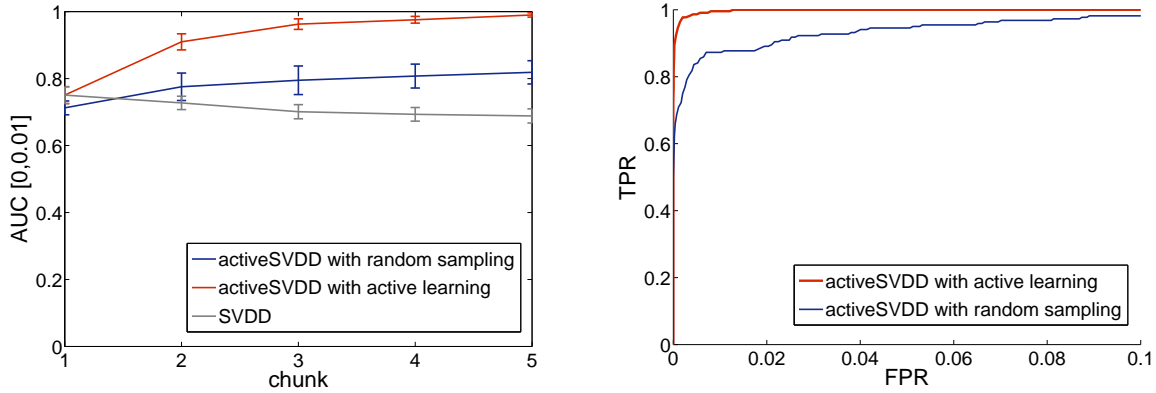 1
0.8
0.6
0.4
0.2
0
AUC [0,0.01]
activeSVDD with random sampling
activeSVDD with active learning
SVDD
1
2
3
4
5
chunk
1
0.8
0.6
0.4
0.2
0
TPR
activeSVDD with active learning
activeSVDD with random sampling
0
0.02
0.04
0.06
0.08
0.1
FPR